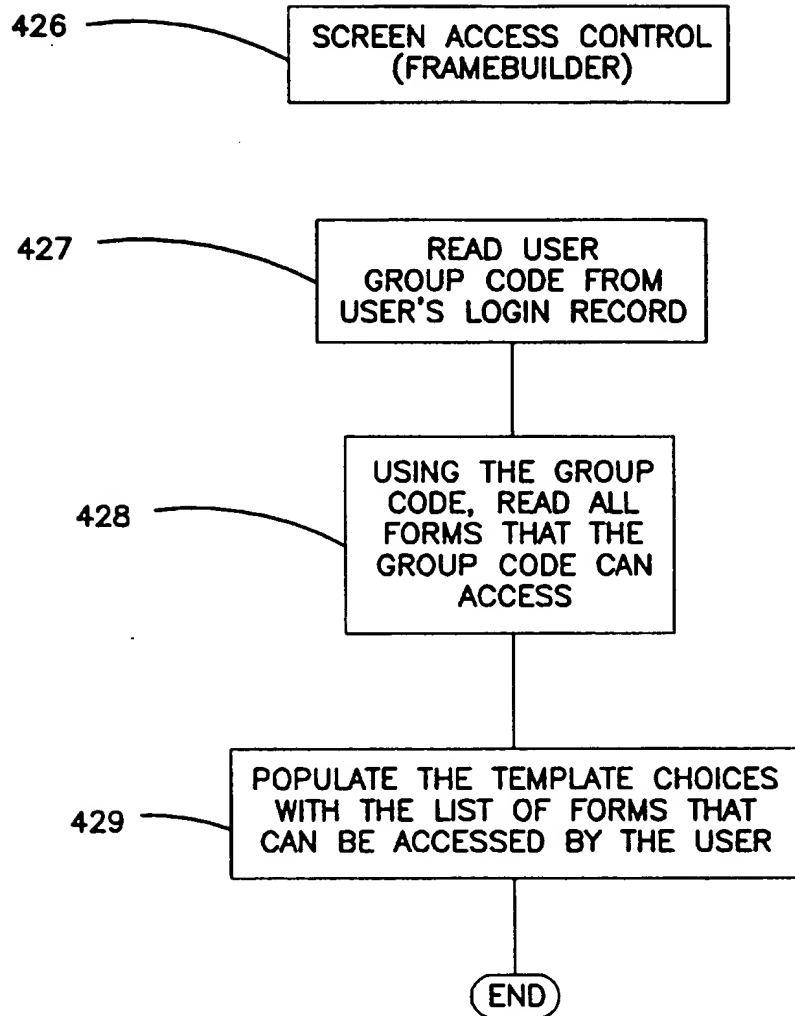 426
SCREEN ACCESS CONTROL
(FRAMEBUILDER)
427
READ USER
GROUP CODE FROM
USER'S LOGIN RECORD
428
USING THE GROUP
CODE, READ ALL
FORMS THAT THE
GROUP CODE CAN
ACCESS
429
POPULATE THE TEMPLATE CHOICES
WITH THE LIST OF FORMS THAT
CAN BE ACCESSED BY THE USER
END